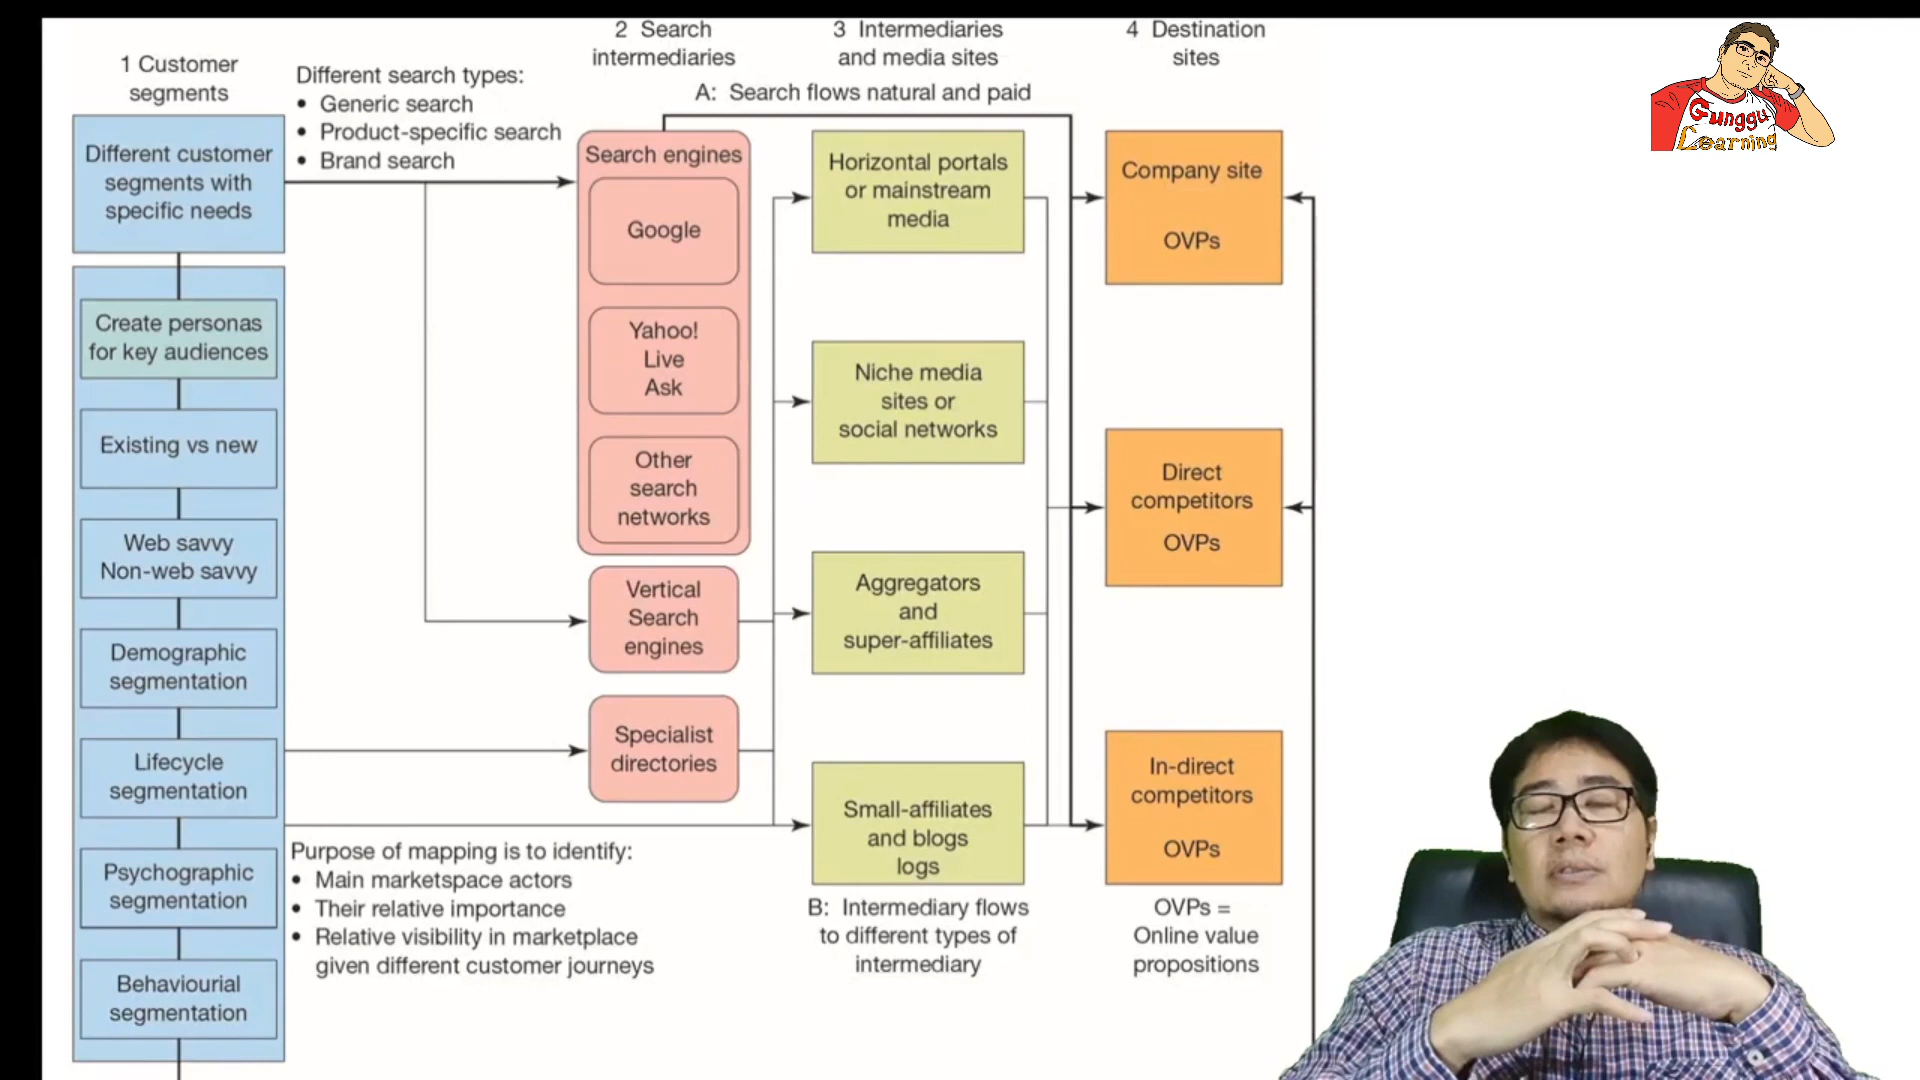 1 Customer
segments
Different customer
segments with
specific needs
Create personas
for key audiences
Existing vs new
Web savvy
Non-web savvy
Demographic
segmentation
Lifecycle
segmentation
Psychographic
segmentation
Behaviourial
segmentation
Different search types:
• Generic search
• Product-specific search
• Brand search
Purpose of mapping is to identify:
• Main marketspace actors
• Their relative importance
• Relative visibility in marketplace
given different customer journeys
2 Search
intermediaries
A: Search flows natural and paid
Search engines
Google
Yahoo!
Live
Ask
Other
search
networks
Vertical
Search
engines
Specialist
directories
3 Intermediaries
and media sites
Horizontal portals
or mainstream
media
Niche media
sites or
social networks
Aggregators
and
super-affiliates
Small-affiliates
and blogs
logs
B: Intermediary flows
to different types of
intermediary
4 Destination
sites
Company site
OVPs
Direct
competitors
OVPs
In-direct
competitors
OVPs
OVPs =
Online value
propositions
Gunggu
Learning